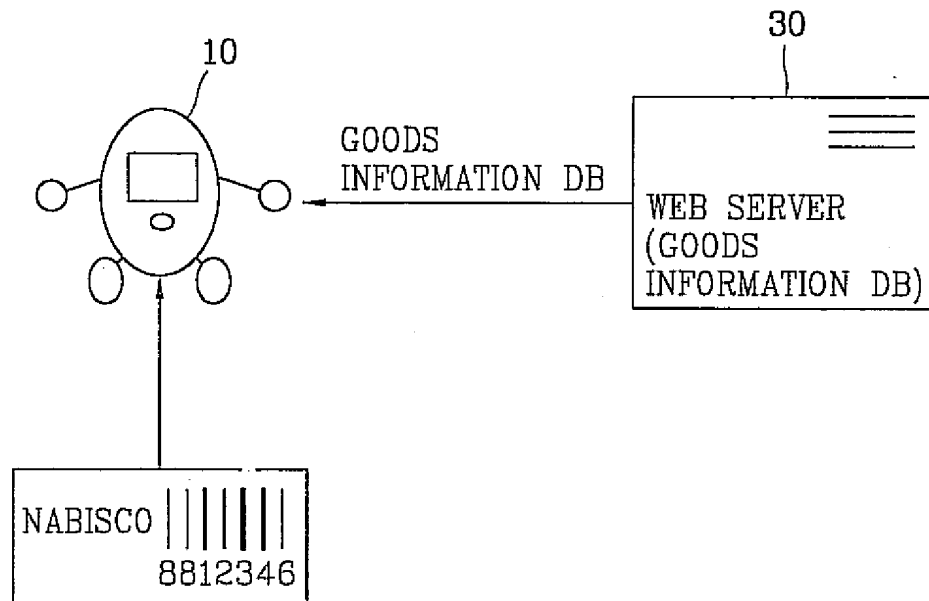 10
30
GOODS
INFORMATION DB
WEB SERVER
(GOODS
INFORMATION DB)
NABISCO
8812346